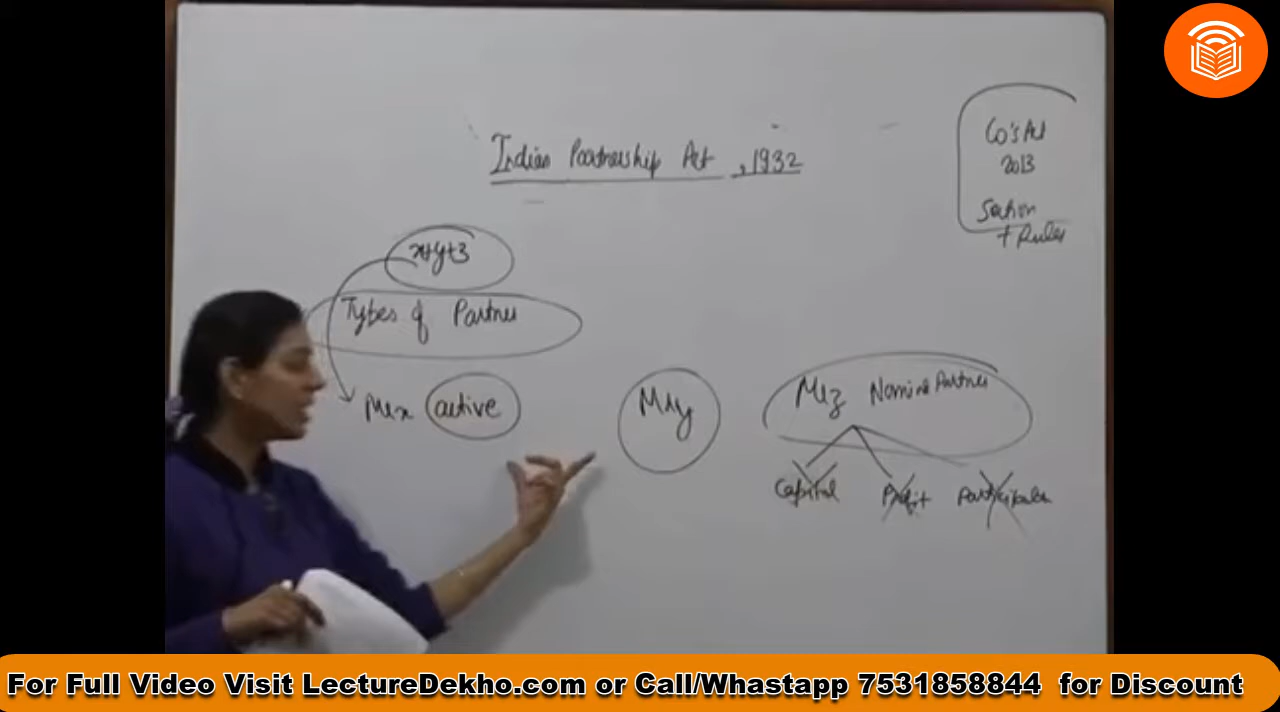 Indian Partnership Act, 1932
Co's Act
2013
Section
+ Rules
x+y+z
Types of Partner
Mr x active
Mr y
Mr z Nominal Partner
Capital Profit Participation
For Full Video Visit LectureDekho.com or Call/Whastapp 7531858844 for Discount